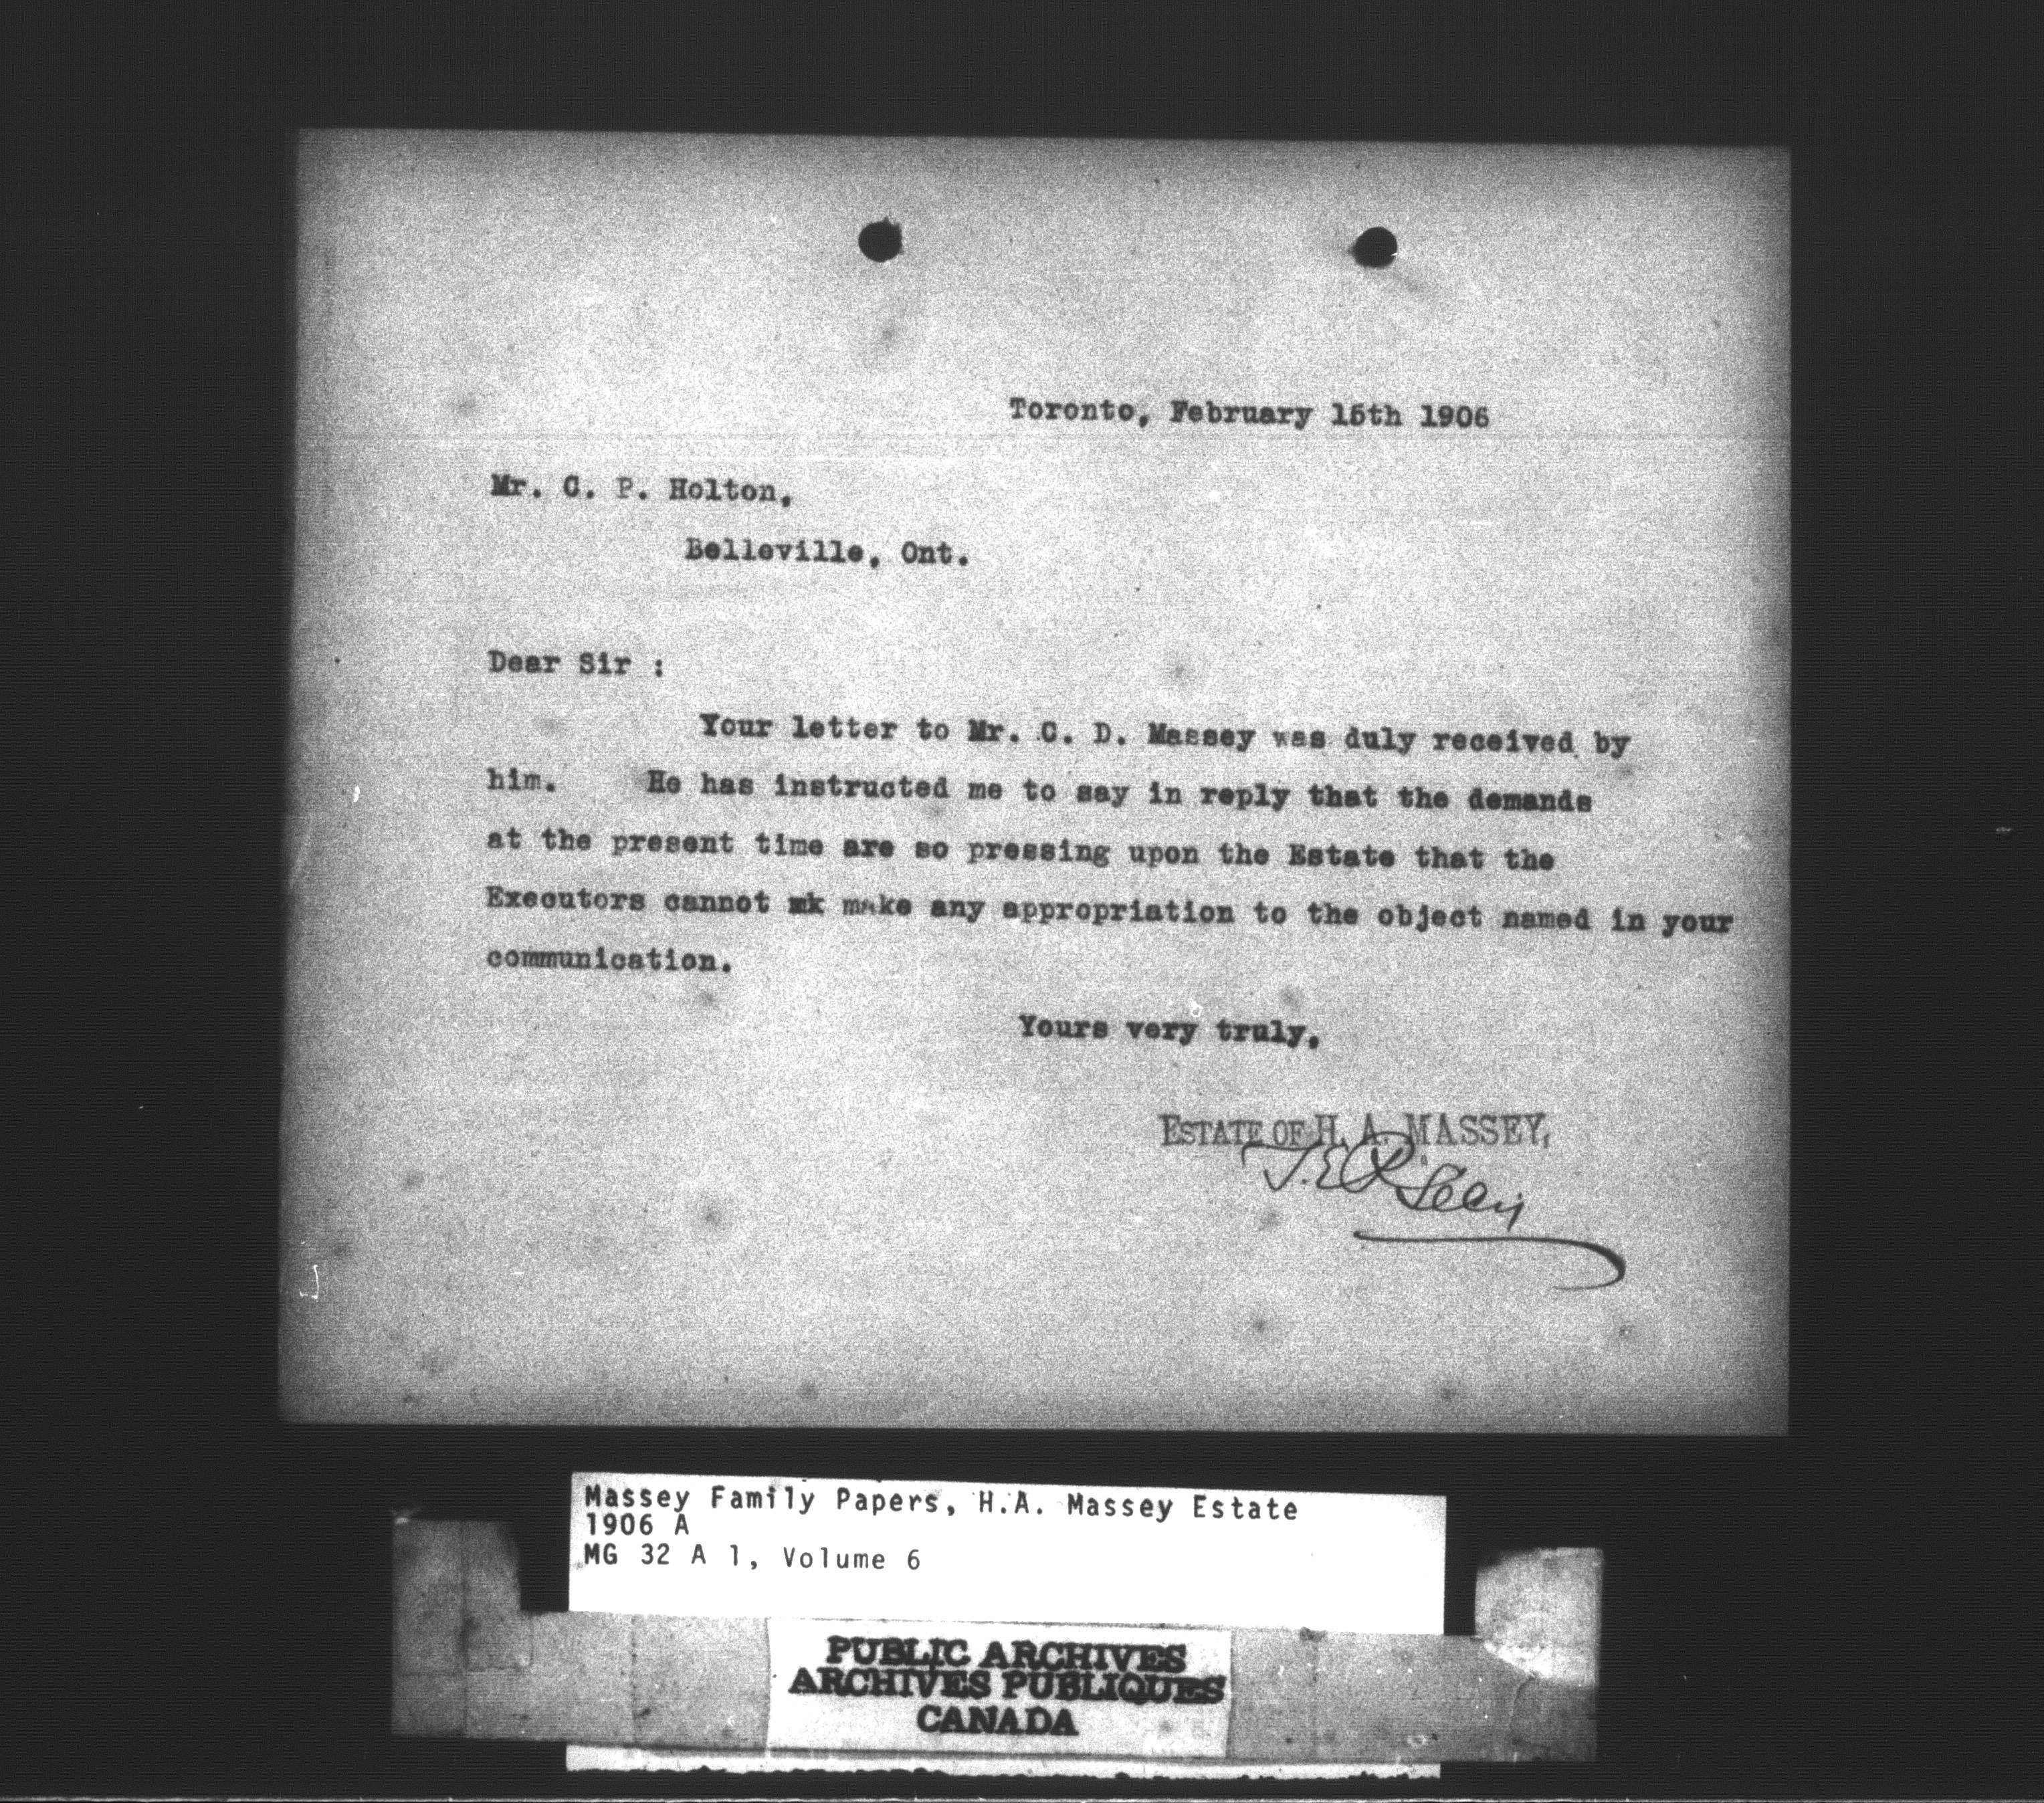 Toronto, February 15th 1906
Mr. C. P. Holton,
Belleville, Ont.
Dear Sir :
Your letter to Mr. C. D. Massey was duly received by
him. He has instructed me to say in reply that the demands
at the present time are so pressing upon the Estate that the
Executors cannot mk make any appropriation to the object named in your
communication.
Yours very truly,
ESTATE OF H. A. MASSEY,
Massey Family Papers, H.A. Massey Estate
1906 A
MG 32 A 1, Volume 6
PUBLIC ARCHIVES
ARCHIVES PUBLIQUES
CANADA